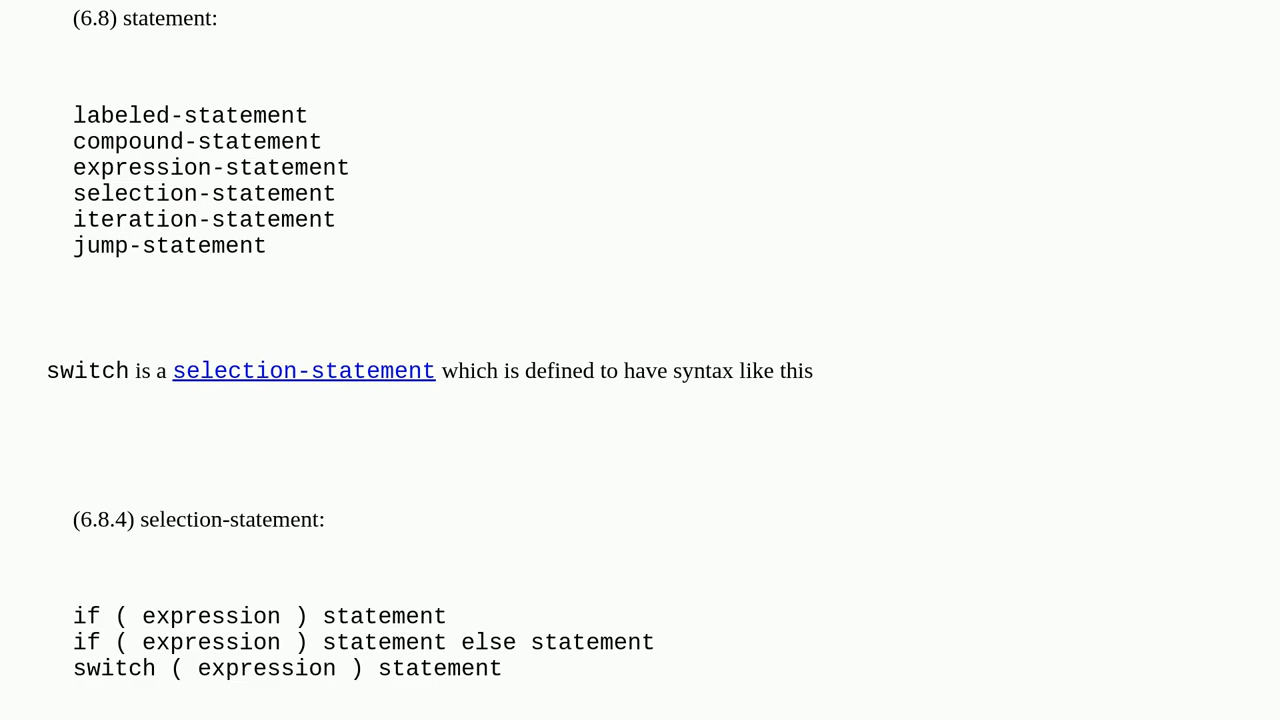 (6.8) statement:
labeled-statement
compound-statement
expression-statement
selection-statement
iteration-statement
jump-statement
switch is a selection-statement which is defined to have syntax like this
(6.8.4) selection-statement:
if ( expression ) statement
if ( expression ) statement else statement
switch ( expression ) statement